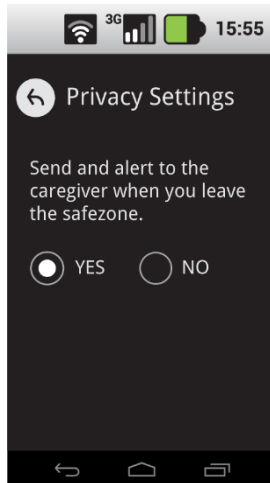 3G 15:55
Privacy Settings
Send and alert to the
caregiver when you leave
the safezone.
YES NO